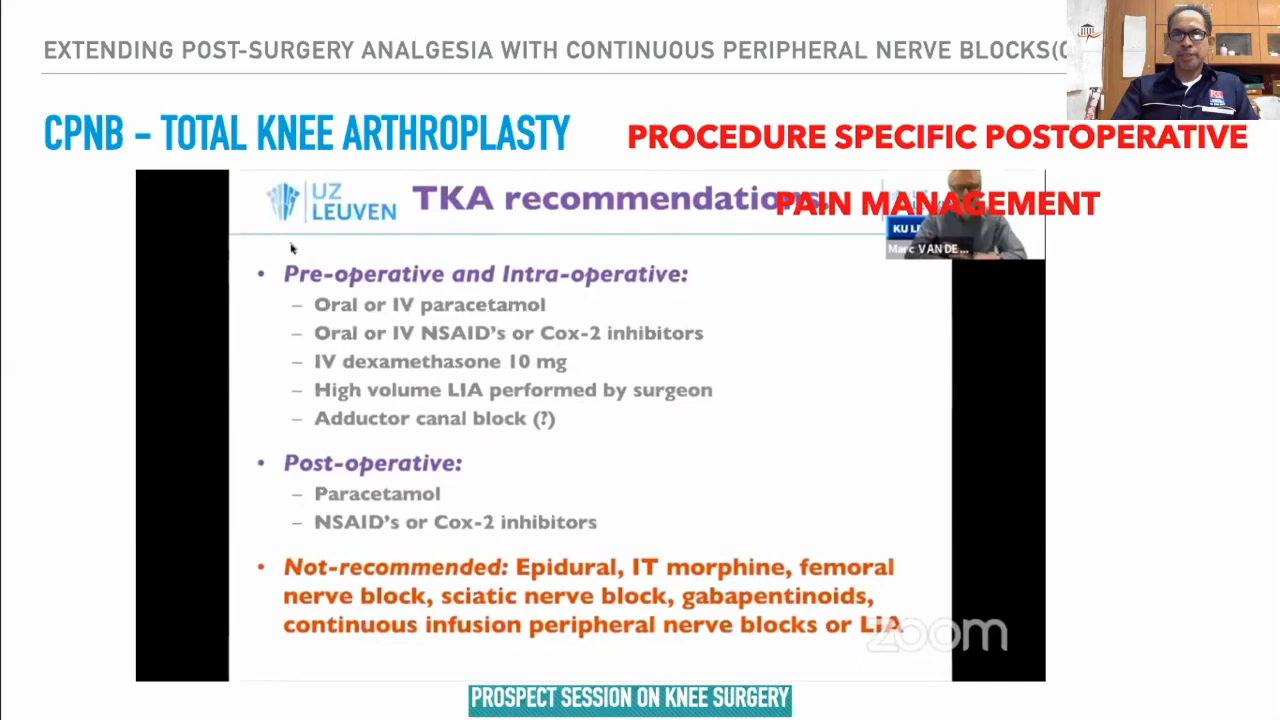 EXTENDING POST-SURGERY ANALGESIA WITH CONTINUOUS PERIPHERAL NERVE BLOCKS(C
CPNB – TOTAL KNEE ARTHROPLASTY
PROCEDURE SPECIFIC POSTOPERATIVE
PAIN MANAGEMENT
UZ
LEUVEN
TKA recommendations
KU LE
Marc VAN DE ...
• Pre-operative and Intra-operative:
– Oral or IV paracetamol
– Oral or IV NSAID's or Cox-2 inhibitors
– IV dexamethasone 10 mg
– High volume LIA performed by surgeon
– Adductor canal block (?)
• Post-operative:
– Paracetamol
– NSAID's or Cox-2 inhibitors
• Not-recommended: Epidural, IT morphine, femoral
nerve block, sciatic nerve block, gabapentinoids,
continuous infusion peripheral nerve blocks or LIA
zoom
PROSPECT SESSION ON KNEE SURGERY